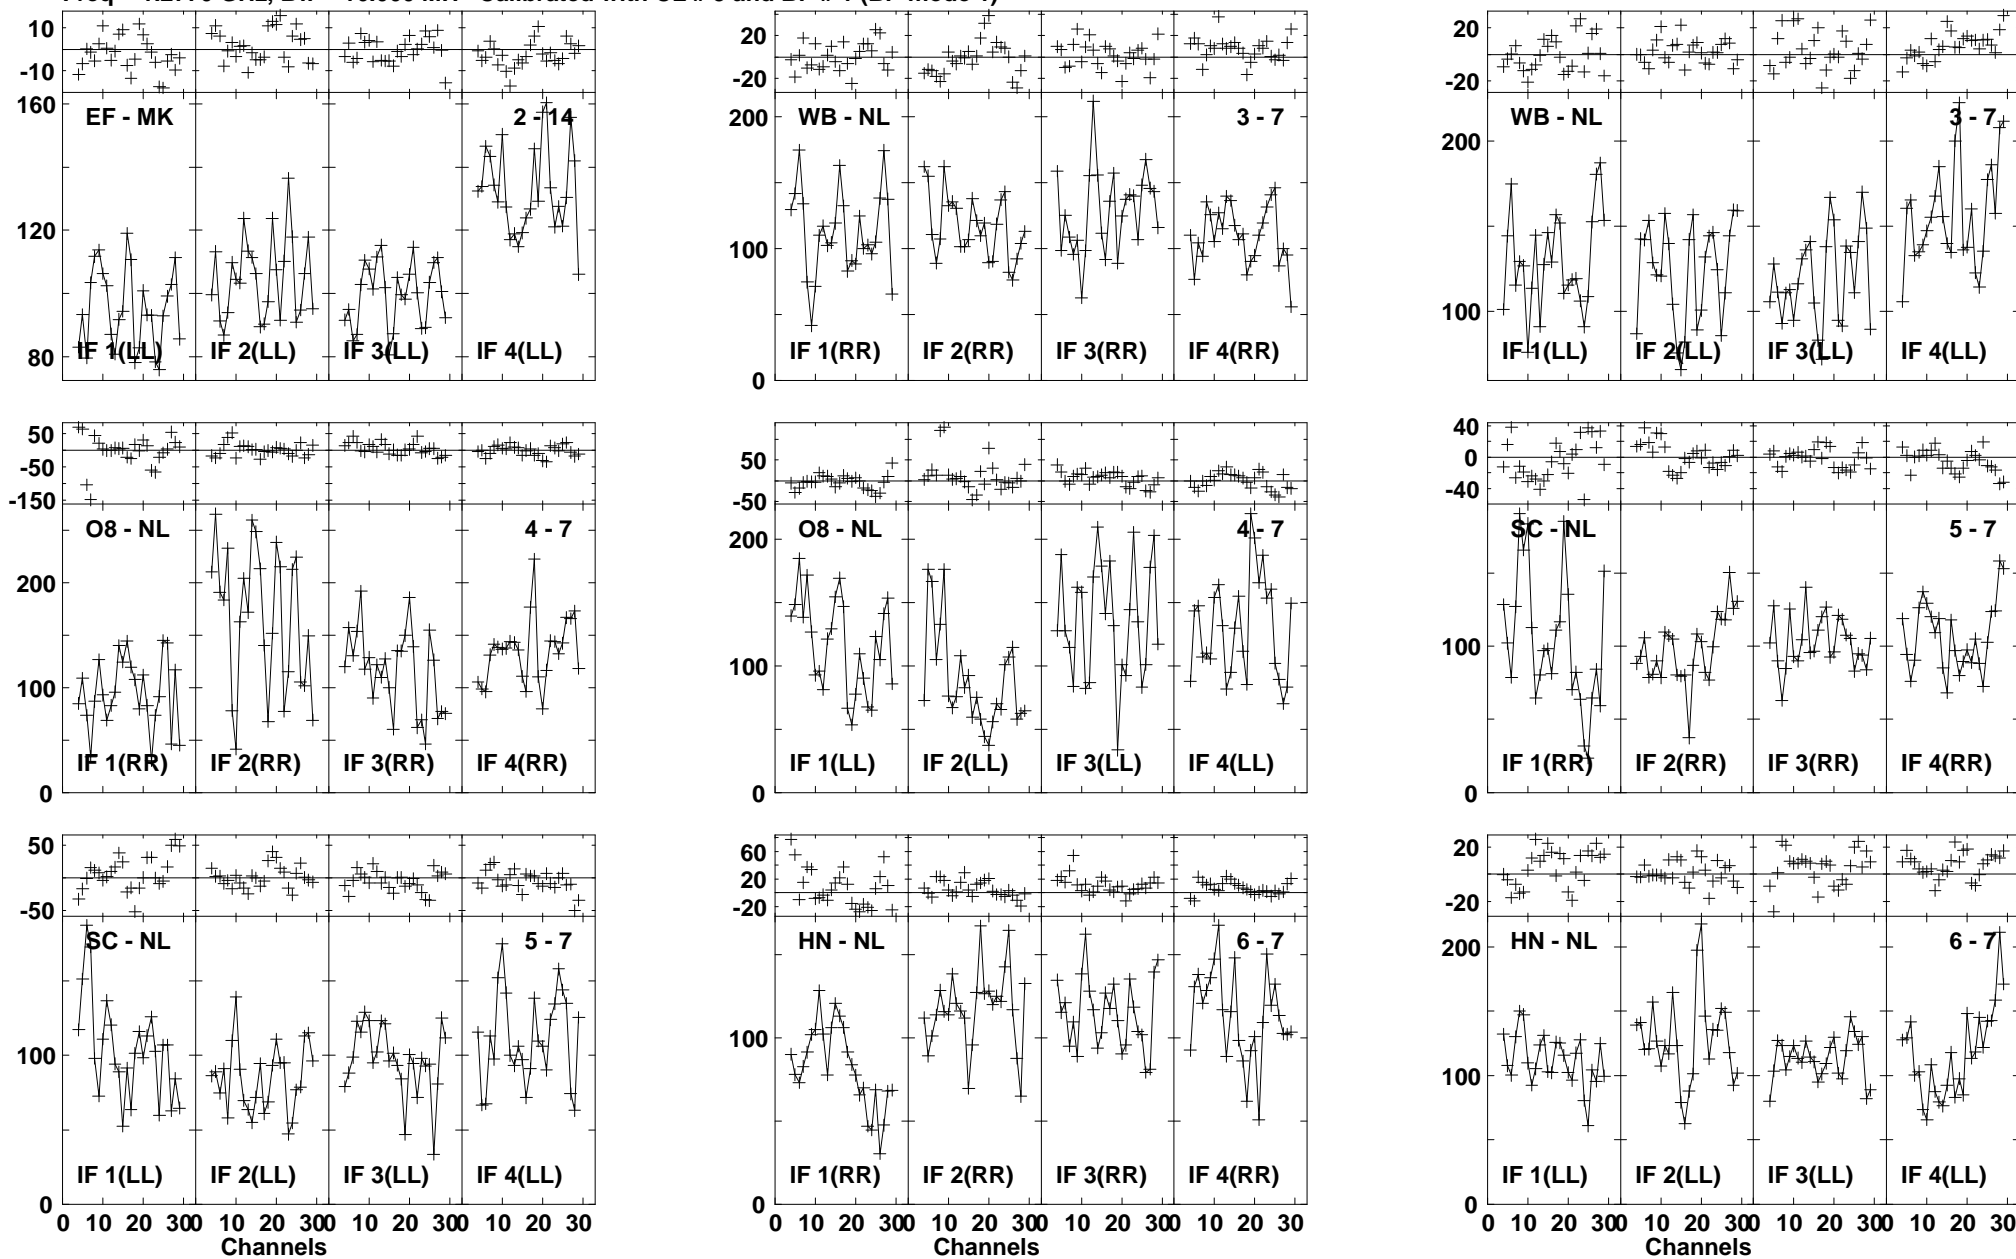 10
-10
20
-20
20
-20
160
120
80
EF - MK
2 - 14
IF 1(LL)
IF 2(LL)
IF 3(LL)
IF 4(LL)
200
100
0
WB - NL
3 - 7
IF 1(RR)
IF 2(RR)
IF 3(RR)
IF 4(RR)
200
100
WB - NL
3 - 7
IF 1(LL)
IF 2(LL)
IF 3(LL)
IF 4(LL)
50
-50
-150
50
-50
40
0
-40
200
100
0
O8 - NL
4 - 7
IF 1(RR)
IF 2(RR)
IF 3(RR)
IF 4(RR)
200
100
0
O8 - NL
4 - 7
IF 1(LL)
IF 2(LL)
IF 3(LL)
IF 4(LL)
100
0
SC - NL
5 - 7
IF 1(RR)
IF 2(RR)
IF 3(RR)
IF 4(RR)
50
-50
60
20
-20
20
-20
100
0
SC - NL
5 - 7
IF 1(LL)
IF 2(LL)
IF 3(LL)
IF 4(LL)
0 10 20 30 0 10 20 30 0 10 20 30 0 10 20 30
Channels
100
0
HN - NL
6 - 7
IF 1(RR)
IF 2(RR)
IF 3(RR)
IF 4(RR)
0 10 20 30 0 10 20 30 0 10 20 30 0 10 20 30
Channels
200
100
0
HN - NL
6 - 7
IF 1(LL)
IF 2(LL)
IF 3(LL)
IF 4(LL)
0 10 20 30 0 10 20 30 0 10 20 30 0 10 20 30
Channels